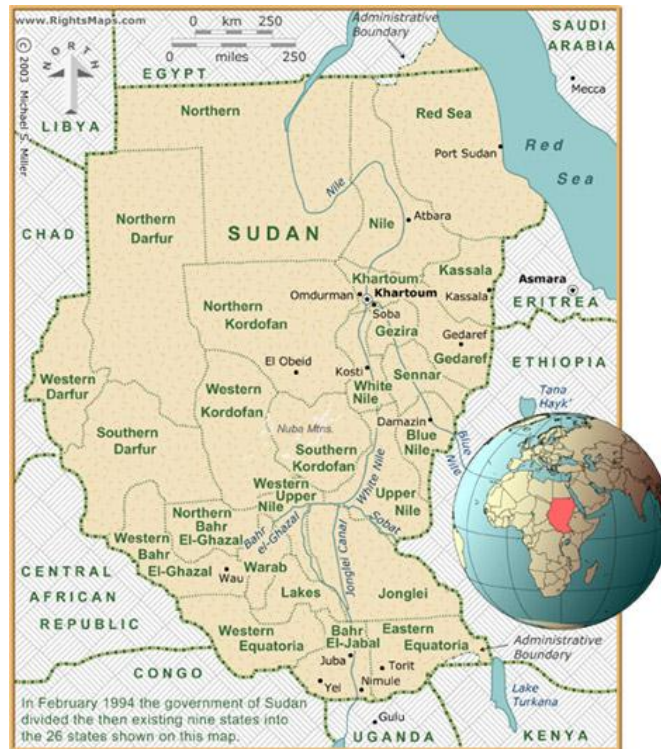 www.RightsMaps.com
© 2003 Michael S. Miller
NORTH
0 km 200
0 miles 200
Administrative
Boundary
SAUDI
ARABIA
EGYPT
LIBYA
Mecca
Northern
Red Sea
Port Sudan
Red
Sea
Nile
CHAD
Northern
Darfur
SUDAN
Nile
Atbara
Khartoum
Kassala
Omdurman
Khartoum
Asmara
Kassala
Soba
ERITREA
Northern
Kordofan
Gezira
Gedaref
Gedaref
ETHIOPIA
El Obeid
Kosti
Sennar
Western
Darfur
Western
Kordofan
White
Nile
Tana
Hayk'
Southern
Darfur
Nuba Mtns.
Damazin
Blue
Nile
Blue
Nile
Southern
Kordofan
White Nile
Western
Upper
Nile
Upper
Nile
Northern
Bahr
El-Ghazal
Bahr
el-Ghazal
Sobat
Western
Bahr
El-Ghazal
Warab
Wau
Jonglei Canal
CENTRAL
AFRICAN
REPUBLIC
Lakes
Jonglei
Western
Equatoria
Bahr
El-Jabal
Eastern
Equatoria
Administrative
Boundary
CONGO
Juba
Torit
Yei
Nimule
Lake
Turkana
In February 1994 the government of Sudan
divided the then existing nine states into
the 26 states shown on this map.
Gulu
UGANDA
KENYA